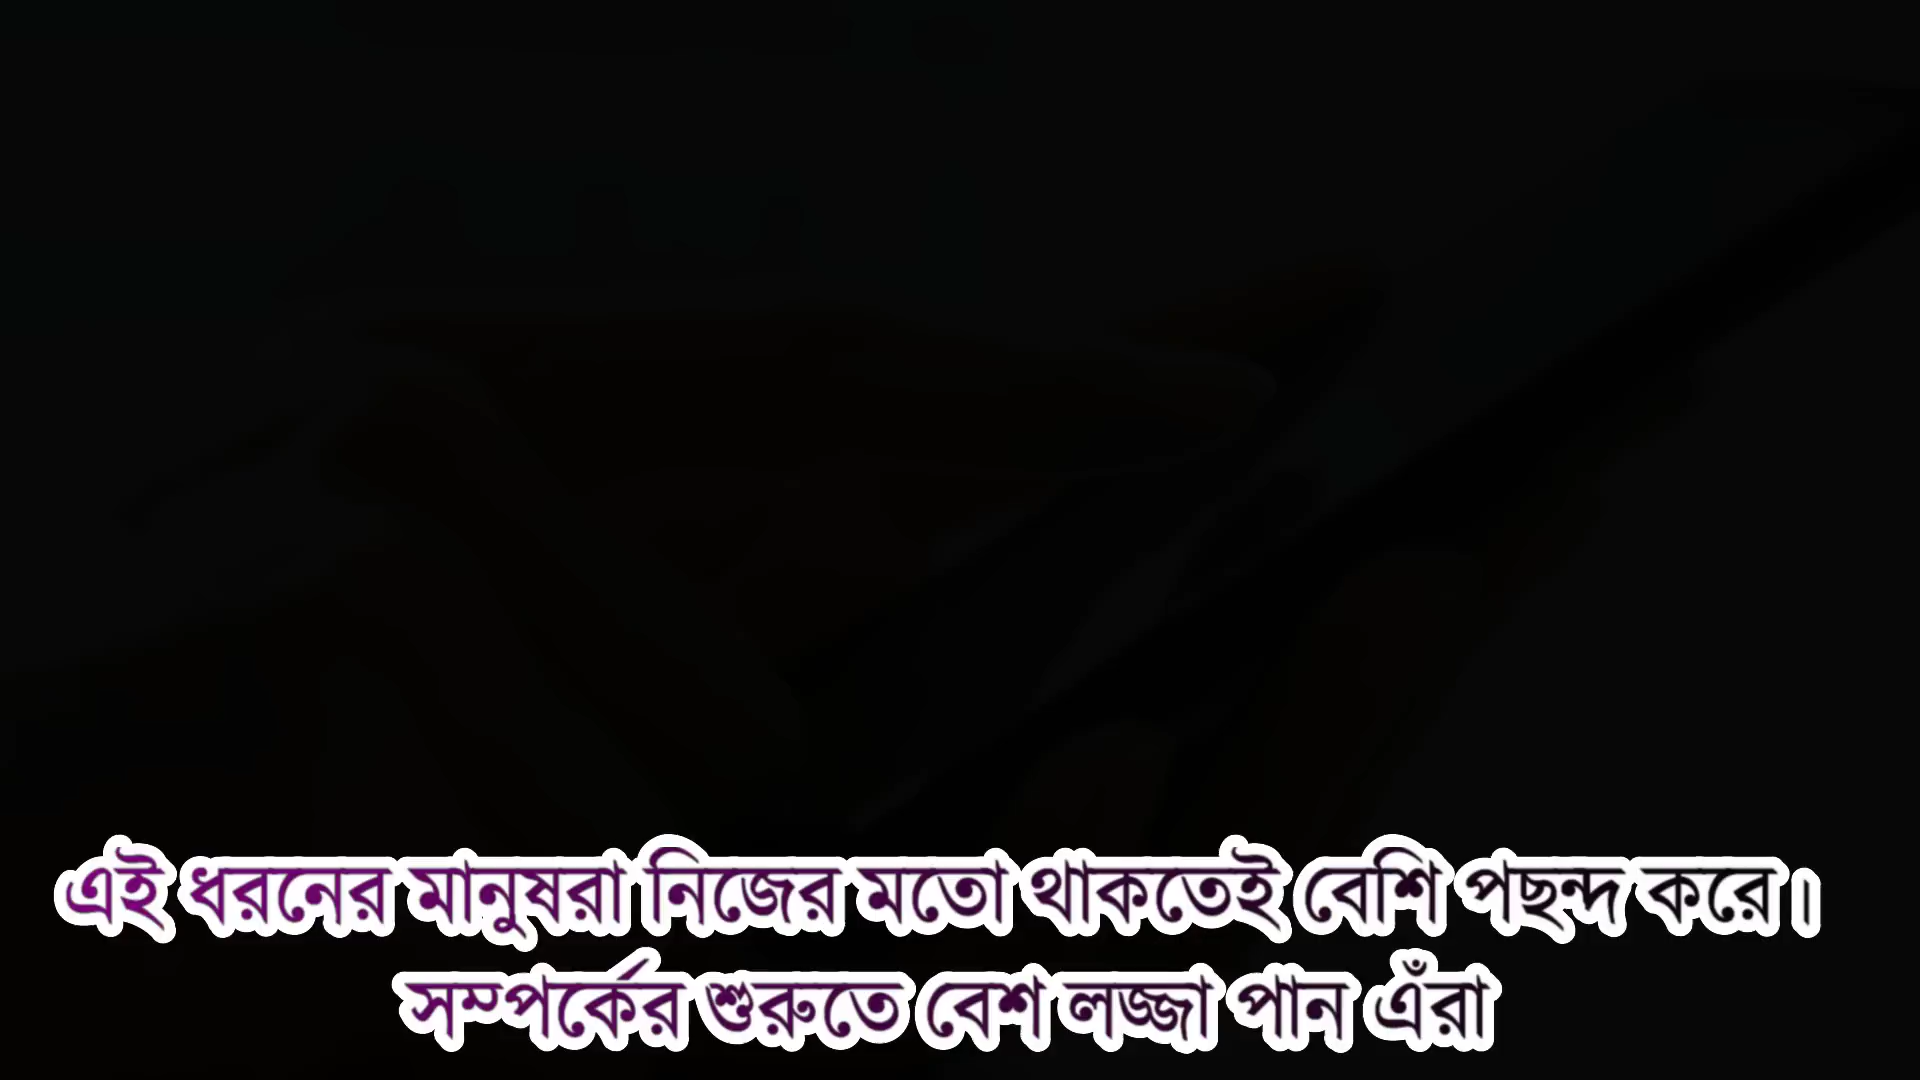 এই ধরনের মানুষরা নিজের মতো থাকতেই বেশি পছন্দ করে।
সম্পর্কের শুরুতে বেশ লজ্জা পান এঁরা